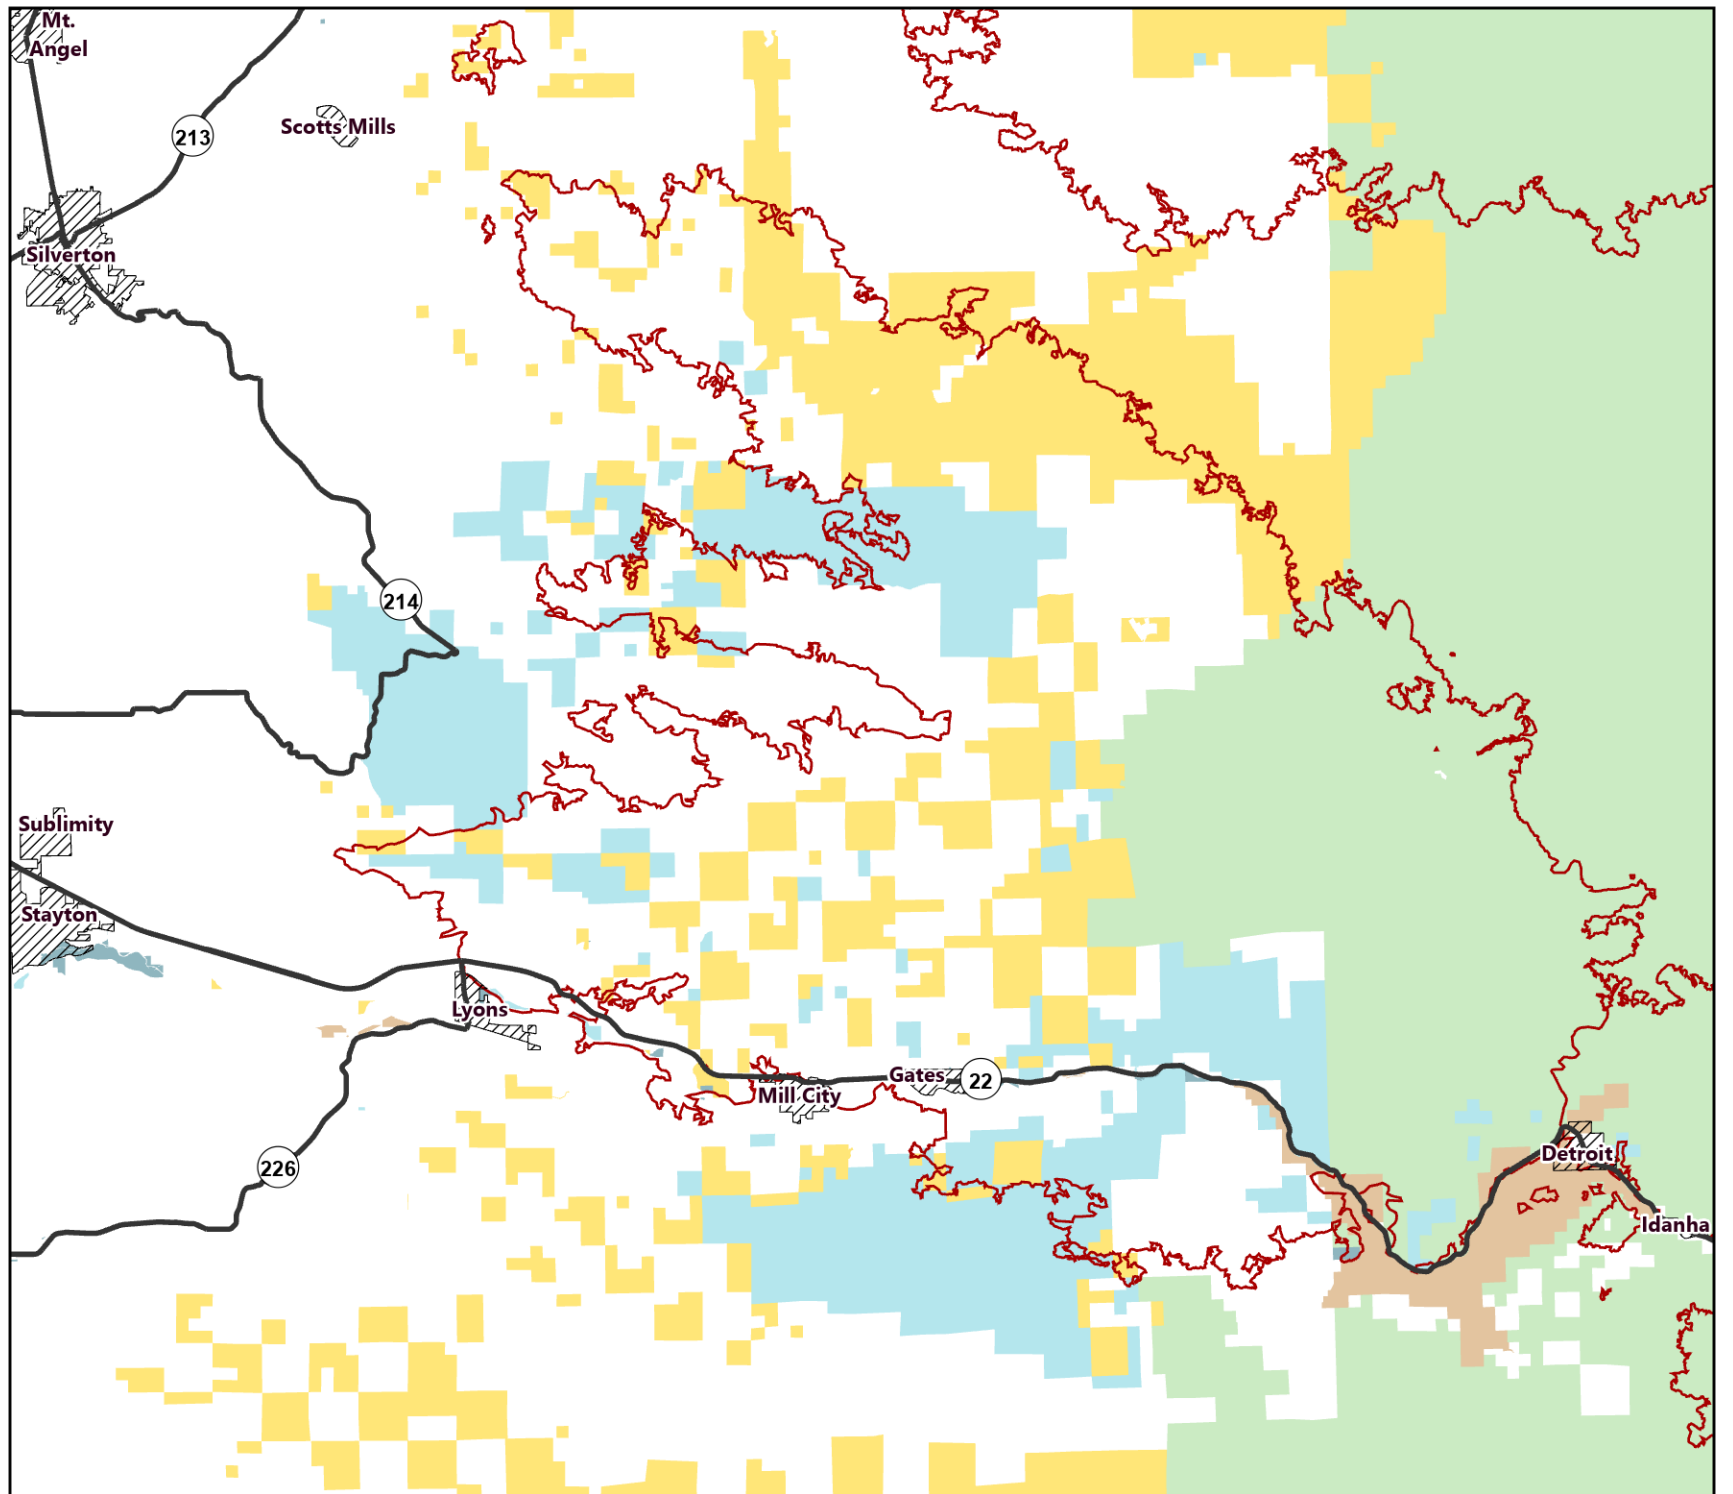 Mt.
Angel
213
Scotts Mills
Silverton
214
Sublimity
Stayton
Lyons
Gates
22
Mill City
226
Detroit
Idanha